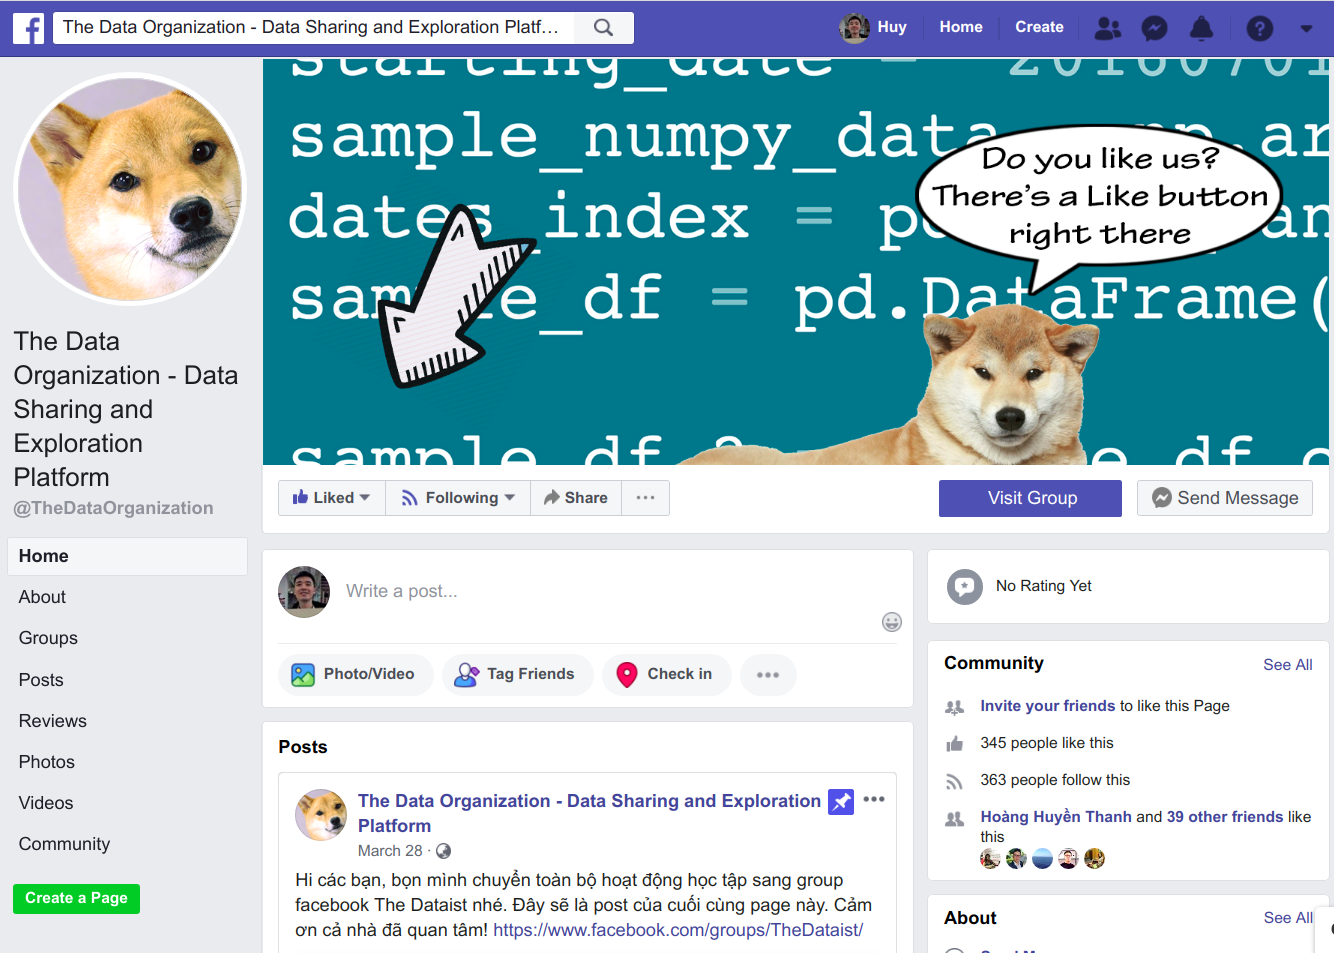 The Data Organization - Data Sharing and Exploration Platf...
Huy
Home
Create
starting_date = 20160701
sample_numpy_data np.ar
dates_index = p
sample_df = pd.DataFrame(
sample_df
Do you like us?
There's a Like button
right there
The Data
Organization - Data
Sharing and
Exploration
Platform
@TheDataOrganization
Home
About
Groups
Posts
Reviews
Photos
Videos
Community
Create a Page
Liked
Following
Share
Visit Group
Send Message
Write a post...
Photo/Video
Tag Friends
Check in
Posts
The Data Organization - Data Sharing and Exploration
Platform
March 28
Hi các bạn, bọn mình chuyển toàn bộ hoạt động học tập sang group
facebook The Dataist nhé. Đây sẽ là post của cuối cùng page này. Cảm
ơn cả nhà đã quan tâm! https://www.facebook.com/groups/TheDataist/
No Rating Yet
Community
See All
Invite your friends to like this Page
345 people like this
363 people follow this
Hoàng Huyền Thanh and 39 other friends like
this
About
See All